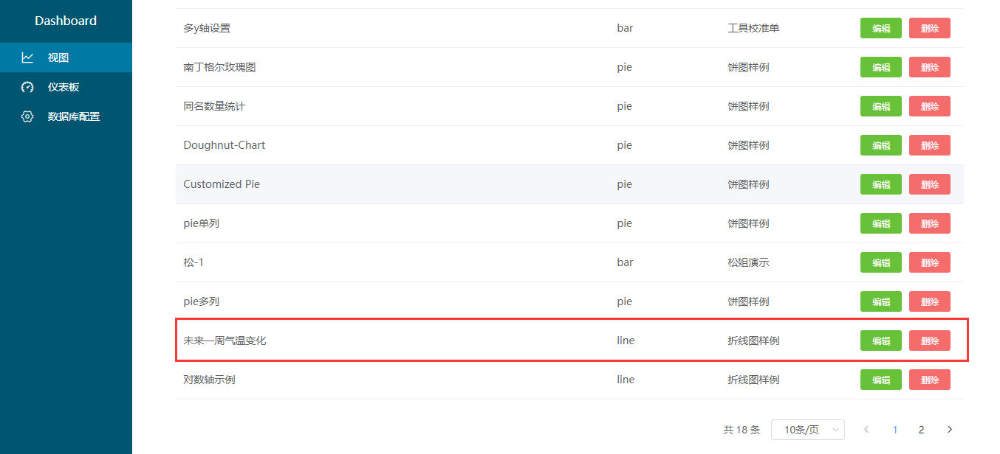 Dashboard
视图
仪表板
数据库配置
多y轴设置 bar 工具校准单 编辑 删除
南丁格尔玫瑰图 pie 饼图样例 编辑 删除
同名数量统计 pie 饼图样例 编辑 删除
Doughnut-Chart pie 饼图样例 编辑 删除
Customized Pie pie 饼图样例 编辑 删除
pie单列 pie 饼图样例 编辑 删除
松-1 bar 松姐演示 编辑 删除
pie多列 pie 饼图样例 编辑 删除
未来一周气温变化 line 折线图样例 编辑 删除
对数轴示例 line 折线图样例 编辑 删除
共 18 条 10条/页 1 2